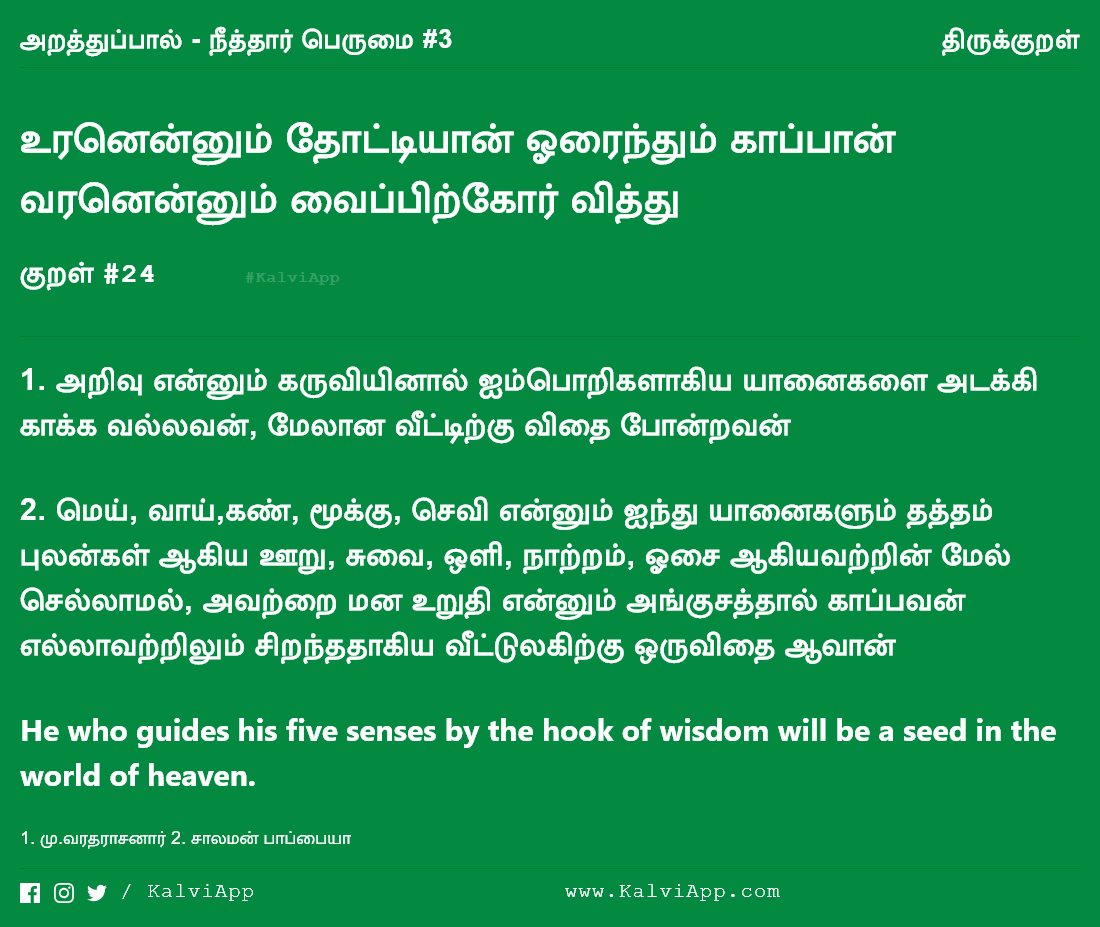 அறத்துப்பால் - நீத்தார் பெருமை #3
திருக்குறள்
உரனென்னும் தோட்டியான் ஓரைந்தும் காப்பான்
வரனென்னும் வைப்பிற்கோர் வித்து
குறள் #24
#KalviApp
1. அறிவு என்னும் கருவியினால் ஐம்பொறிகளாகிய யானைகளை அடக்கி
காக்க வல்லவன், மேலான வீட்டிற்கு விதை போன்றவன்
2. மெய், வாய்,கண், மூக்கு, செவி என்னும் ஐந்து யானைகளும் தத்தம்
புலன்கள் ஆகிய ஊறு, சுவை, ஒளி, நாற்றம், ஓசை ஆகியவற்றின் மேல்
செல்லாமல், அவற்றை மன உறுதி என்னும் அங்குசத்தால் காப்பவன்
எல்லாவற்றிலும் சிறந்ததாகிய வீட்டுலகிற்கு ஒருவிதை ஆவான்
He who guides his five senses by the hook of wisdom will be a seed in the
world of heaven.
1. மு.வரதராசனார் 2. சாலமன் பாப்பையா
/ KalviApp
www.KalviApp.com